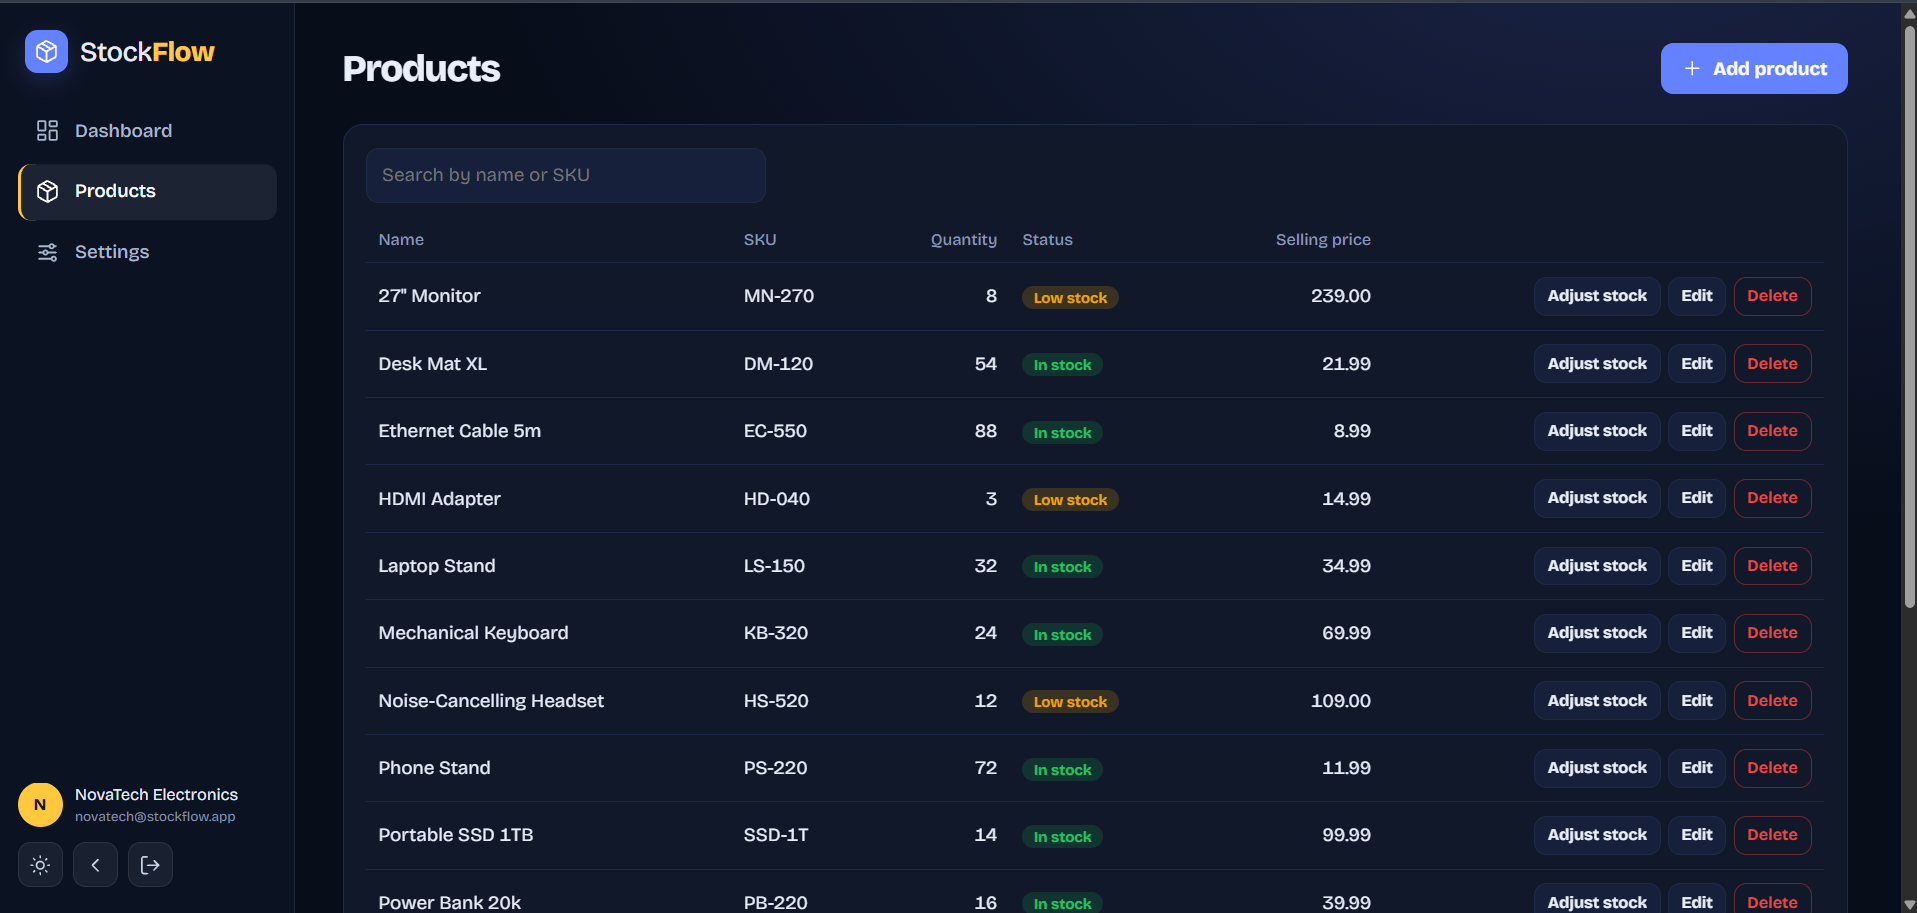 StockFlow
Dashboard
Products
Settings
NovaTech Electronics
N
novatech@stockflow.app
Products
+ Add product
Search by name or SKU
Name SKU Quantity Status Selling price
27" Monitor MN-270 8 Low stock 239.00 Adjust stock Edit Delete
Desk Mat XL DM-120 54 In stock 21.99 Adjust stock Edit Delete
Ethernet Cable 5m EC-550 88 In stock 8.99 Adjust stock Edit Delete
HDMI Adapter HD-040 3 Low stock 14.99 Adjust stock Edit Delete
Laptop Stand LS-150 32 In stock 34.99 Adjust stock Edit Delete
Mechanical Keyboard KB-320 24 In stock 69.99 Adjust stock Edit Delete
Noise-Cancelling Headset HS-520 12 Low stock 109.00 Adjust stock Edit Delete
Phone Stand PS-220 72 In stock 11.99 Adjust stock Edit Delete
Portable SSD 1TB SSD-1T 14 In stock 99.99 Adjust stock Edit Delete
Power Bank 20k PB-220 16 In stock 39.99 Adjust stock Edit Delete